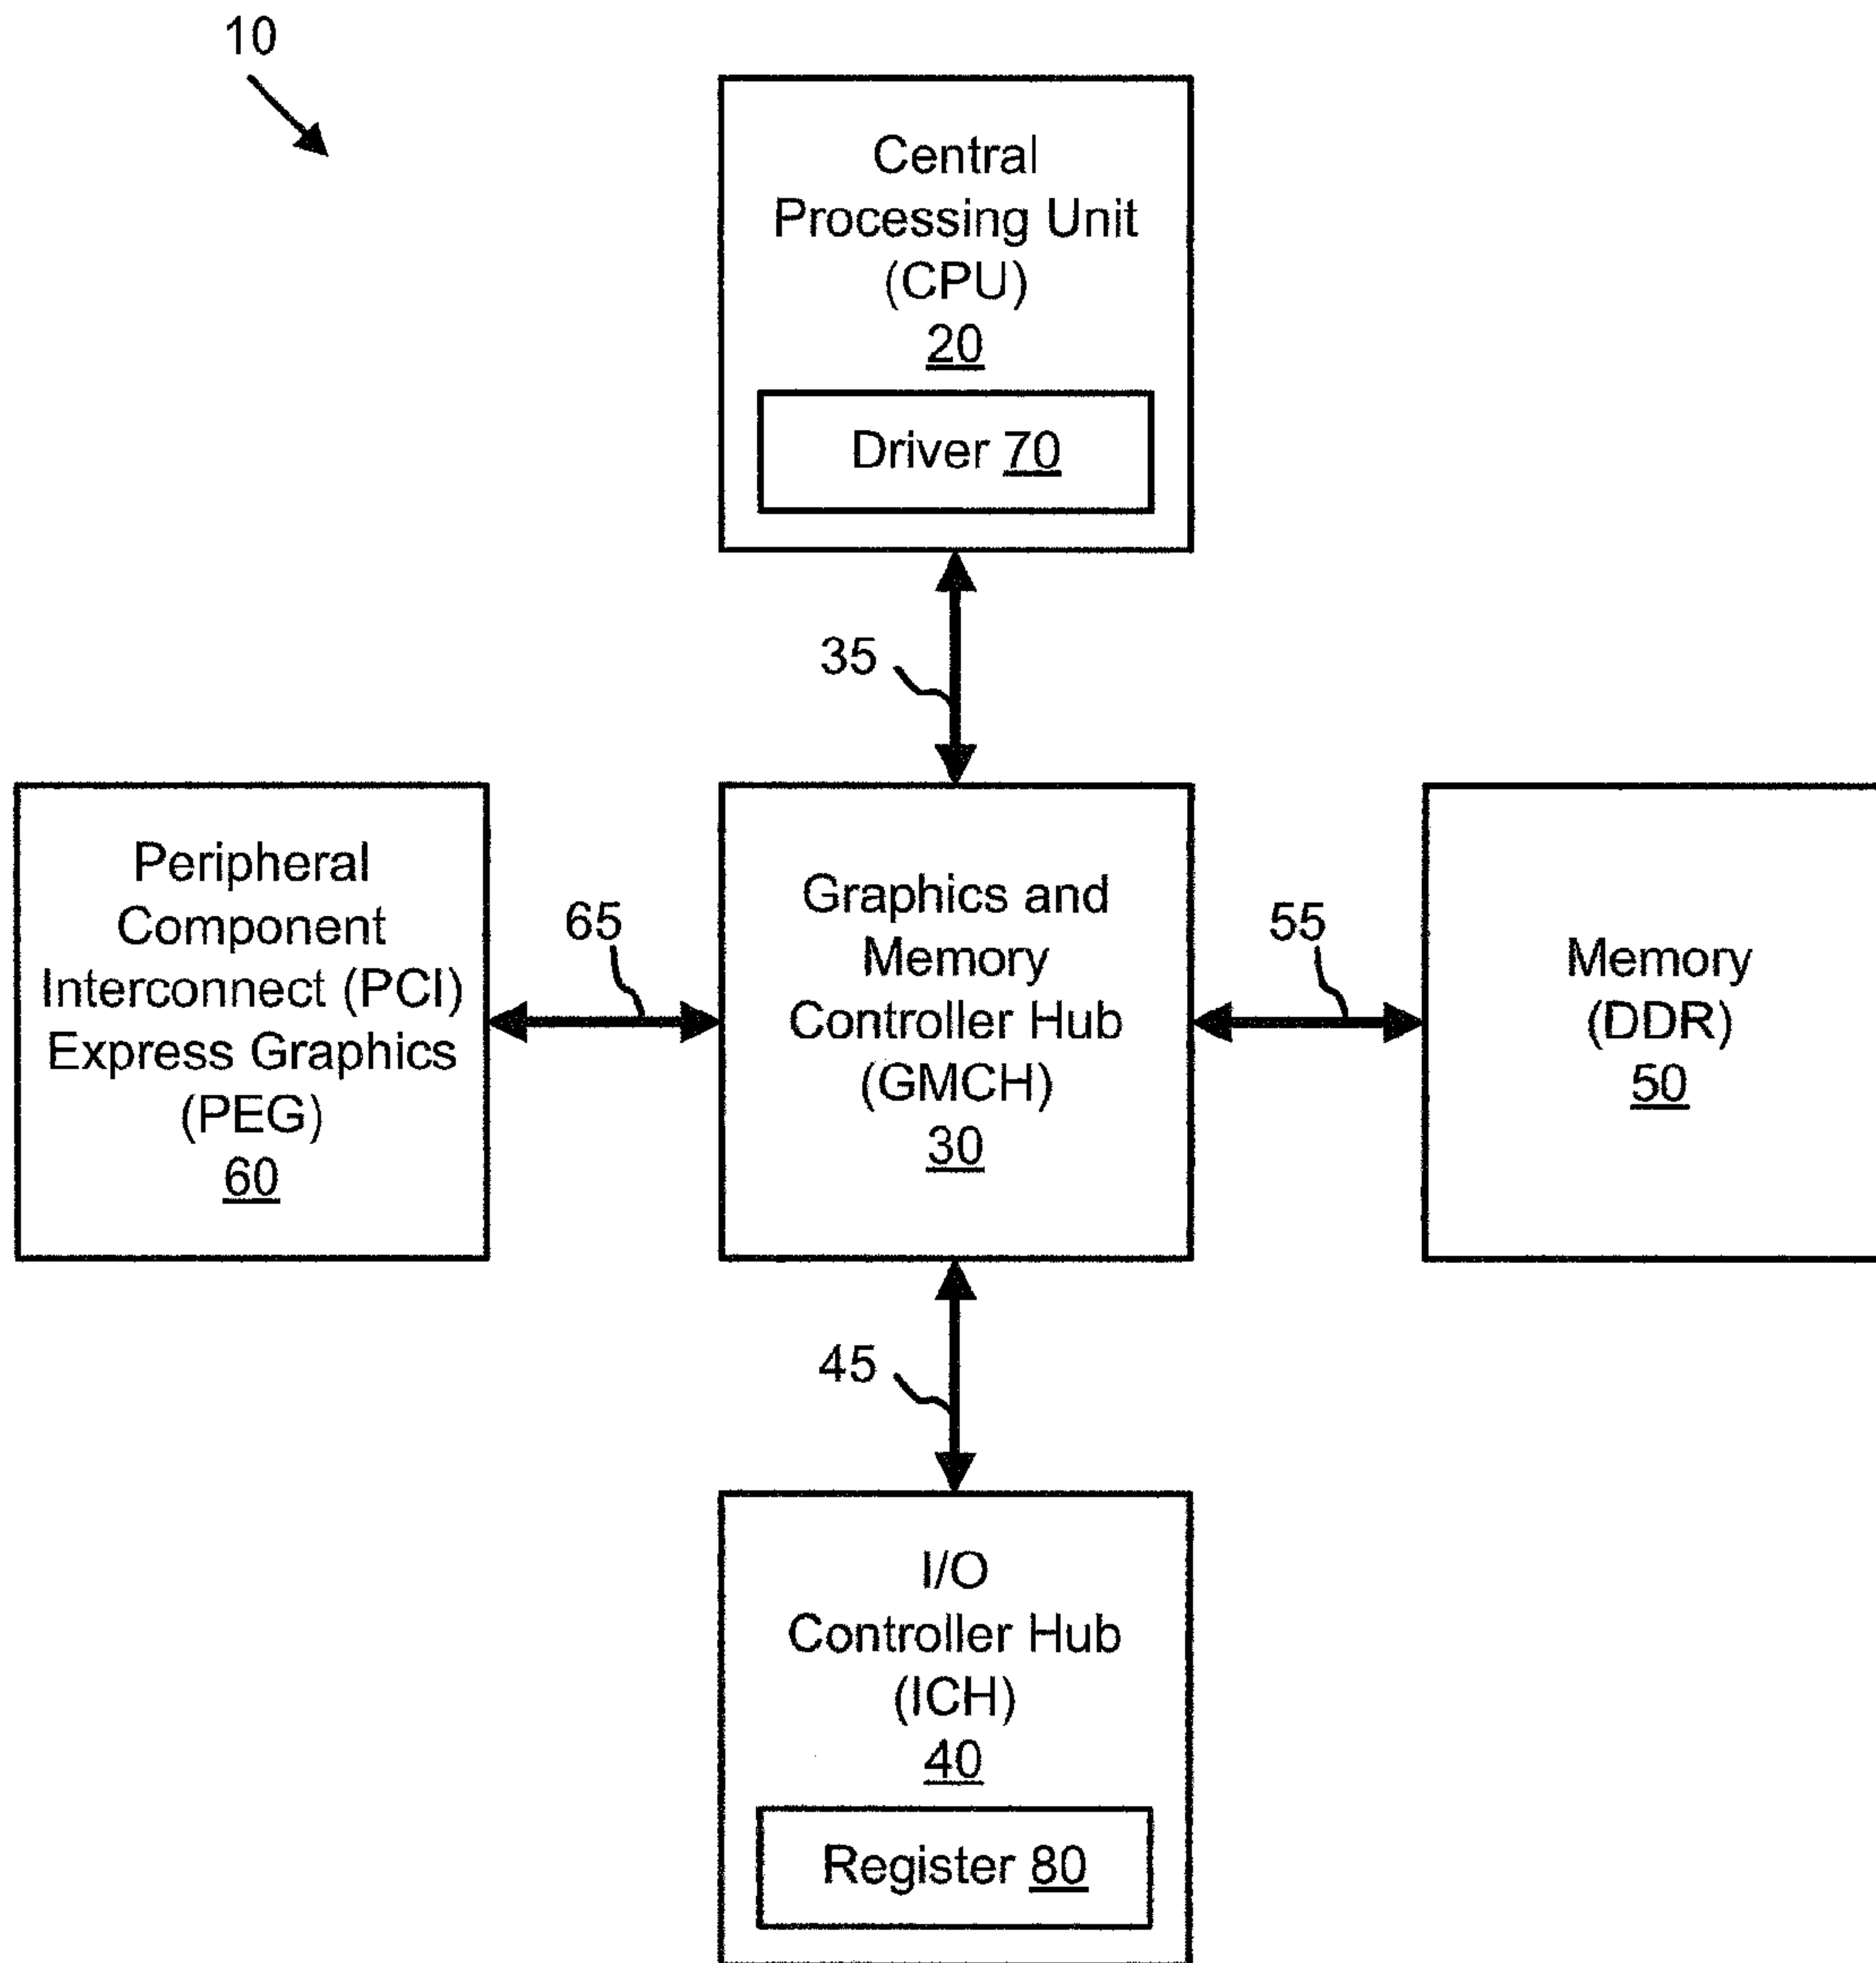 10
Central
Processing Unit
(CPU)
20
Driver 70
35
Peripheral
Component
Interconnect (PCI)
Express Graphics
(PEG)
60
65
Graphics and
Memory
Controller Hub
(GMCH)
30
55
Memory
(DDR)
50
45
I/O
Controller Hub
(ICH)
40
Register 80